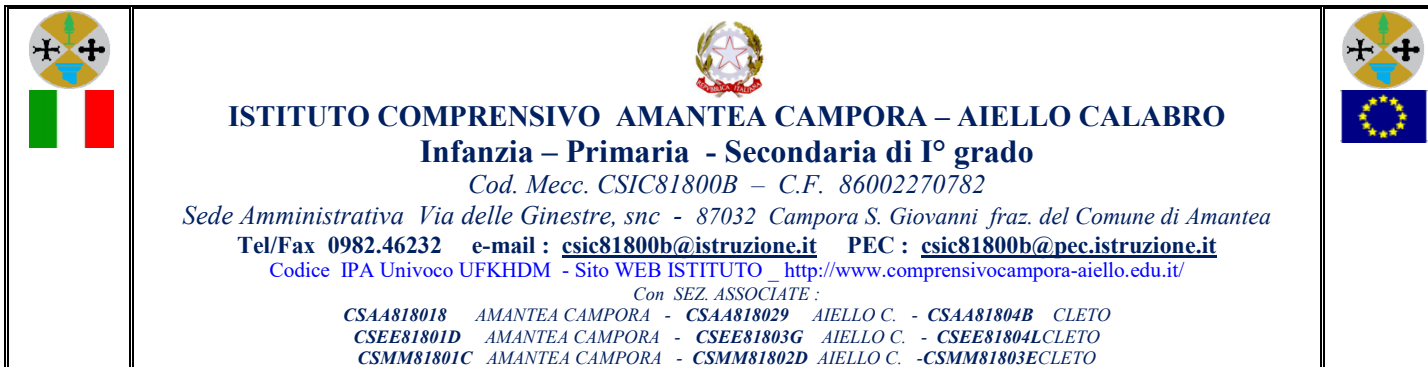 ISTITUTO COMPRENSIVO AMANTEA CAMPORA – AIELLO CALABRO
Infanzia – Primaria - Secondaria di I° grado
Cod. Mecc. CSIC81800B – C.F. 86002270782
Sede Amministrativa Via delle Ginestre, snc - 87032 Campora S. Giovanni fraz. del Comune di Amantea
Tel/Fax 0982.46232 e-mail : csic81800b@istruzione.it PEC : csic81800b@pec.istruzione.it
Codice IPA Univoco UFKHDM - Sito WEB ISTITUTO _ http://www.comprensivocampora-aiello.edu.it/
Con SEZ. ASSOCIATE :
CSAA818018 AMANTEA CAMPORA - CSAA818029 AIELLO C. - CSAA81804B CLETO
CSEE81801D AMANTEA CAMPORA - CSEE81803G AIELLO C. - CSEE81804LCLETO
CSMM81801C AMANTEA CAMPORA - CSMM81802D AIELLO C. -CSMM81803ECLETO